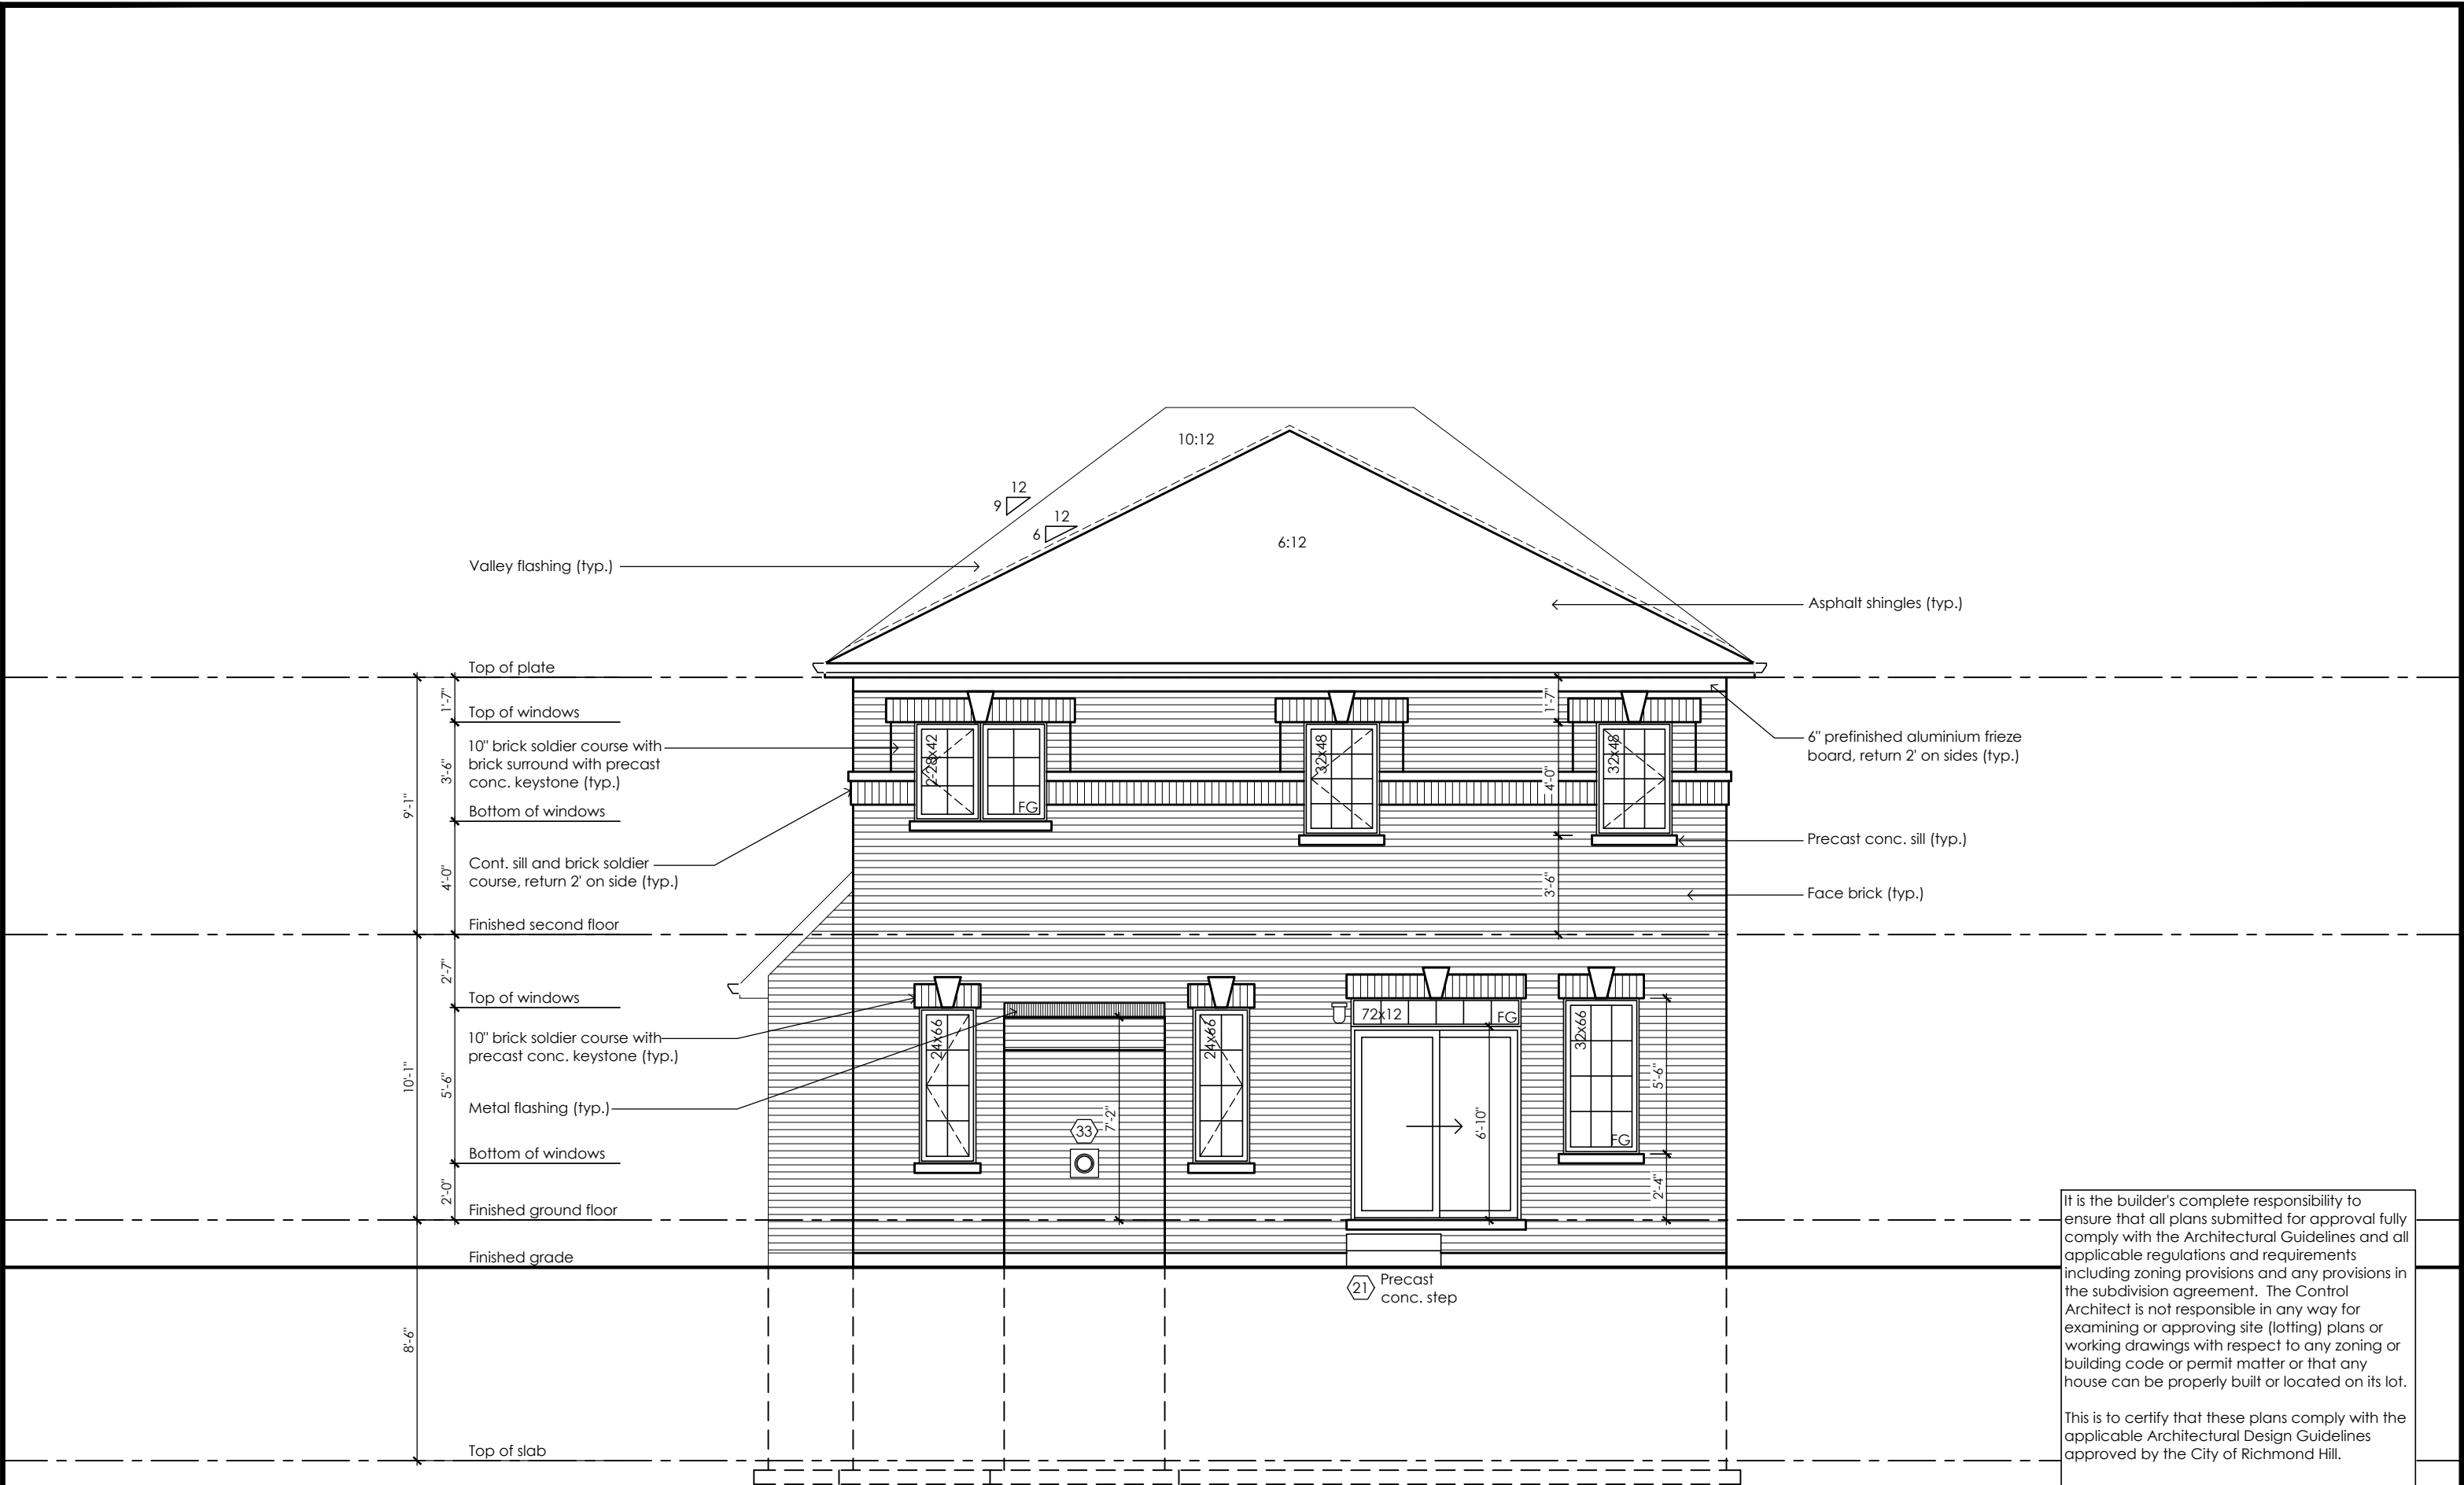 10:12
12
9
12
6
6:12
Valley flashing (typ.)
Asphalt shingles (typ.)
Top of plate
1'-7"
1'-7"
Top of windows
10" brick soldier course with
brick surround with precast
conc. keystone (typ.)
3'-6"
2-28x42
FG
32x48
32x48
4'-0"
6" prefinished aluminium frieze
board, return 2' on sides (typ.)
9'-1"
Bottom of windows
Precast conc. sill (typ.)
Cont. sill and brick soldier
course, return 2' on side (typ.)
4'-0"
3'-6"
Face brick (typ.)
Finished second floor
2'-7"
Top of windows
10" brick soldier course with
precast conc. keystone (typ.)
24x66
24x66
72x12
FG
32x66
10'-1"
5'-6"
5'-6"
Metal flashing (typ.)
33
7'-2"
6'-10"
FG
Bottom of windows
2'-0"
2'-4"
Finished ground floor
Finished grade
21
Precast
conc. step
8'-6"
Top of slab
It is the builder's complete responsibility to
ensure that all plans submitted for approval fully
comply with the Architectural Guidelines and all
applicable regulations and requirements
including zoning provisions and any provisions in
the subdivision agreement. The Control
Architect is not responsible in any way for
examining or approving site (lotting) plans or
working drawings with respect to any zoning or
building code or permit matter or that any
house can be properly built or located on its lot.
This is to certify that these plans comply with the
applicable Architectural Design Guidelines
approved by the City of Richmond Hill.